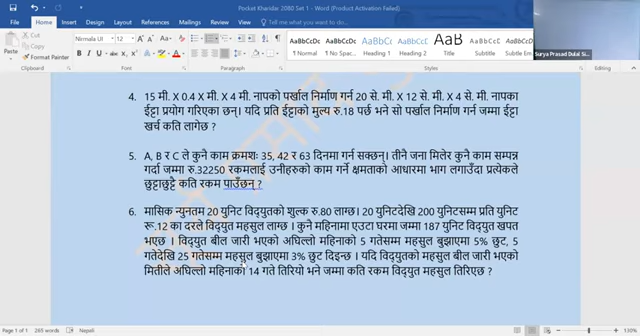 Pocket Kharidar 2080 Set 1 - Word (Product Activation Failed)
File Home Insert Design Layout References Mailings Review View Tell me what you want to do...
Cut
Copy
Format Painter
Clipboard
Font
Paragraph
AaBbCcDc AaBbCcDc AaBbCc AaBbCcD AaB AaBbCcD AaBbCcDt
¶ Normal ¶ No Spac... Heading 1 Heading 2 Title Subtitle Subtle Em
Styles
Surya Prasad Dulal Si...
4. 15 मी. X 0.4 X मी. X 4 मी. नापको पर्खाल निर्माण गर्न 20 से. मी. X 12 से. मी. X 4 से. मी. नापका
ईट्टा प्रयोग गरिएका छन्। यदि प्रति ईट्टाको मुल्य रु.18 पर्छ भने सो पर्खाल निर्माण गर्न जम्मा ईट्टा
खर्च कति लागेछ ?
5. A, B र C ले कुनै काम क्रमशः 35, 42 र 63 दिनमा गर्न सक्छन्। तीनै जना मिलेर कुनै काम सम्पन्न
गर्दा जम्मा रु.32250 रकमलाई उनीहरुको काम गर्ने क्षमताको आधारमा भाग लगाउँदा प्रत्येकले
छुट्टाछुट्टै कति रकम पाउँछन् ?
6. मासिक न्युनतम 20 युनिट विद्युतको शुल्क रु.80 लाग्छ। 20 युनिटदेखि 200 युनिटसम्म प्रति युनिट
रू.12 का दरले विद्युत महसुल लाग्छ। कुनै महिनामा एउटा घरमा जम्मा 187 युनिट विद्युत खपत
भएछ । विद्युत बील जारी भएको अघिल्लो महिनाको 5 गतेसम्म महसुल बुझाएमा 5% छुट, 5
गतेदेखि 25 गतेसम्म महसुल बुझाएमा 3% छुट दिइन्छ । यदि विद्युतको महसुल बील जारी भएको
मितीले अघिल्लो महिनाको 14 गते तिरियो भने जम्मा कति रकम विद्युत महसुल तिरिएछ ?
Page 1 of 1 265 words Nepali 130%